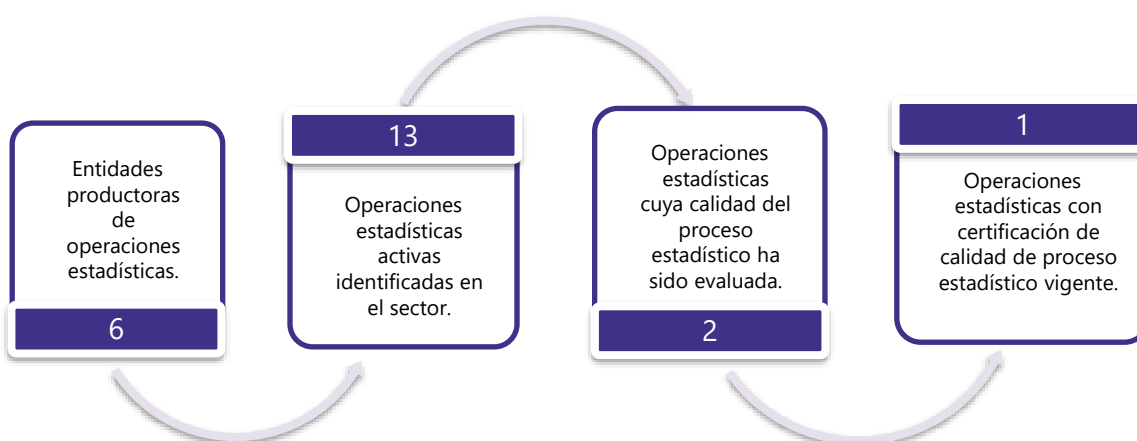 Entidades
productoras
de
operaciones
estadísticas.
6
13
Operaciones
estadísticas
activas
identificadas en
el sector.
Operaciones
estadísticas
cuya calidad del
proceso
estadístico ha
sido evaluada.
2
1
Operaciones
estadísticas con
certificación de
calidad de proceso
estadístico vigente.